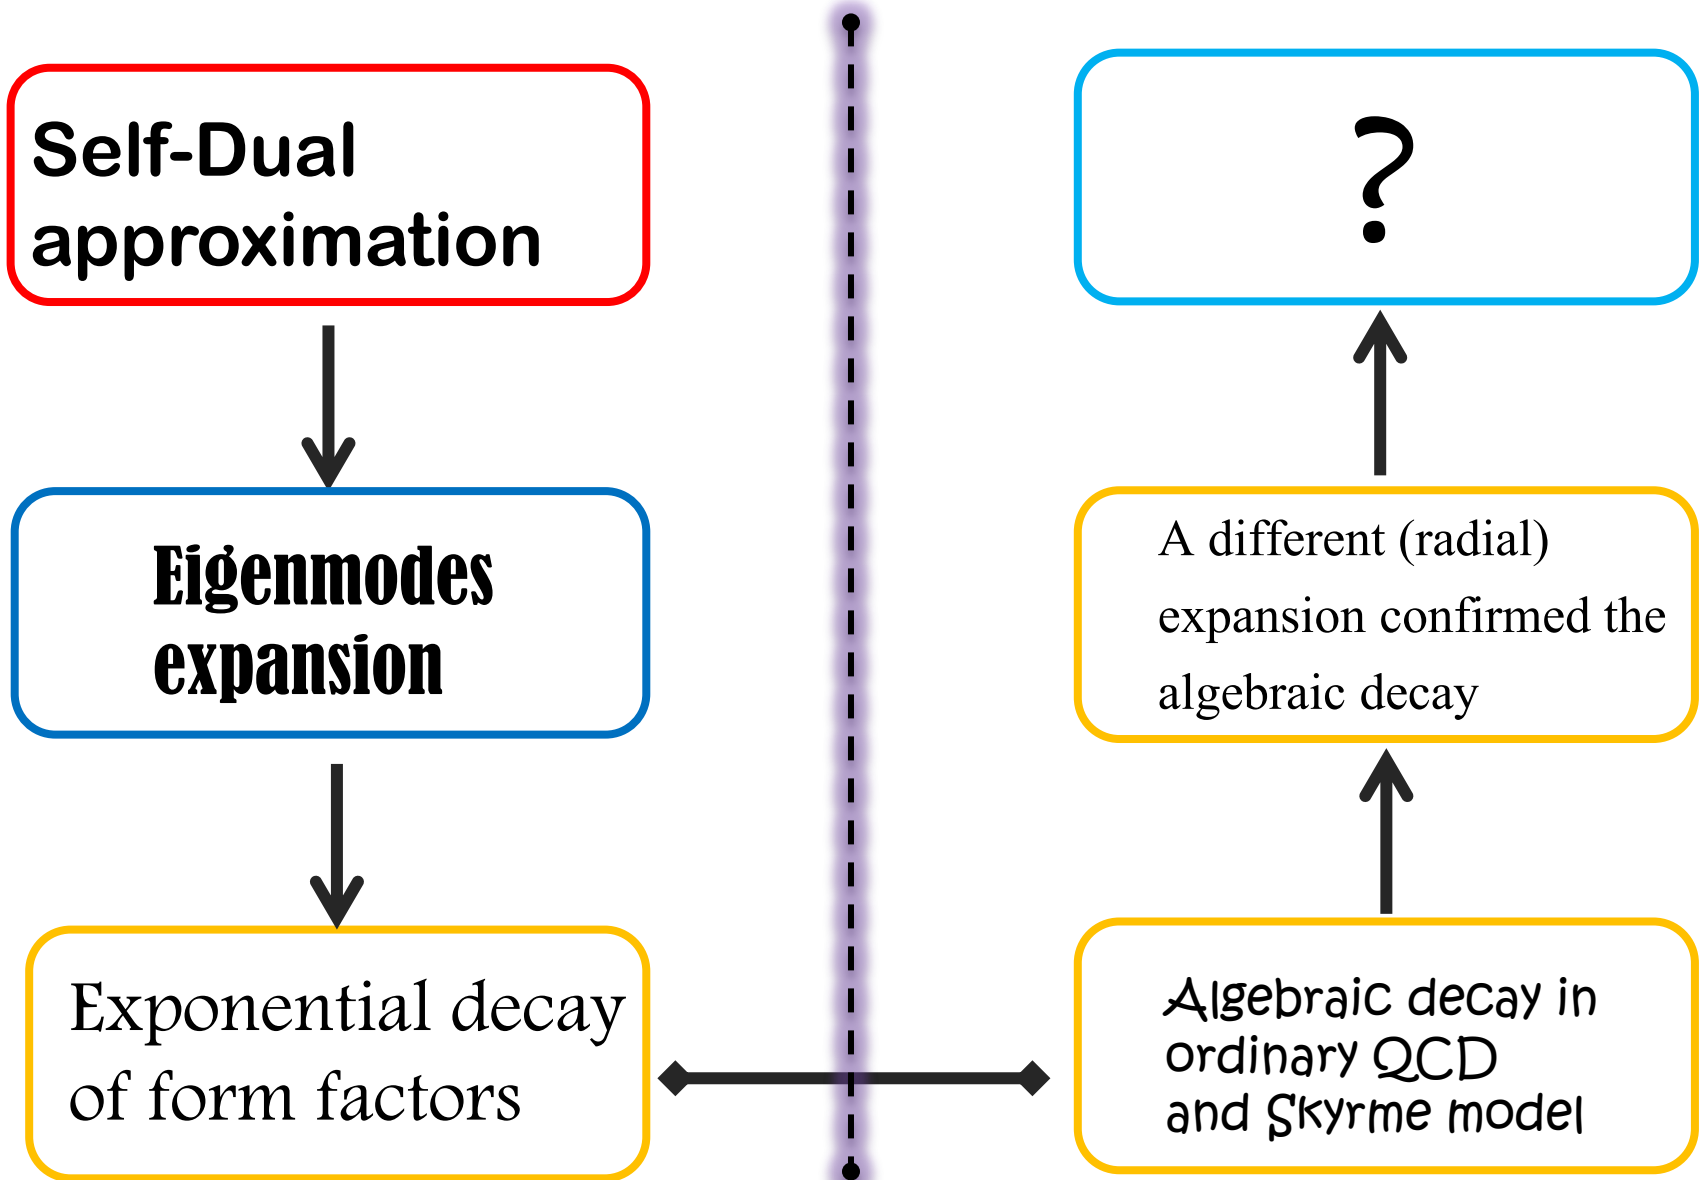 Self-Dual
approximation
Eigenmodes
expansion
Exponential decay
of form factors
?
A different (radial)
expansion confirmed the
algebraic decay
Algebraic decay in
ordinary QCD
and Skyrme model